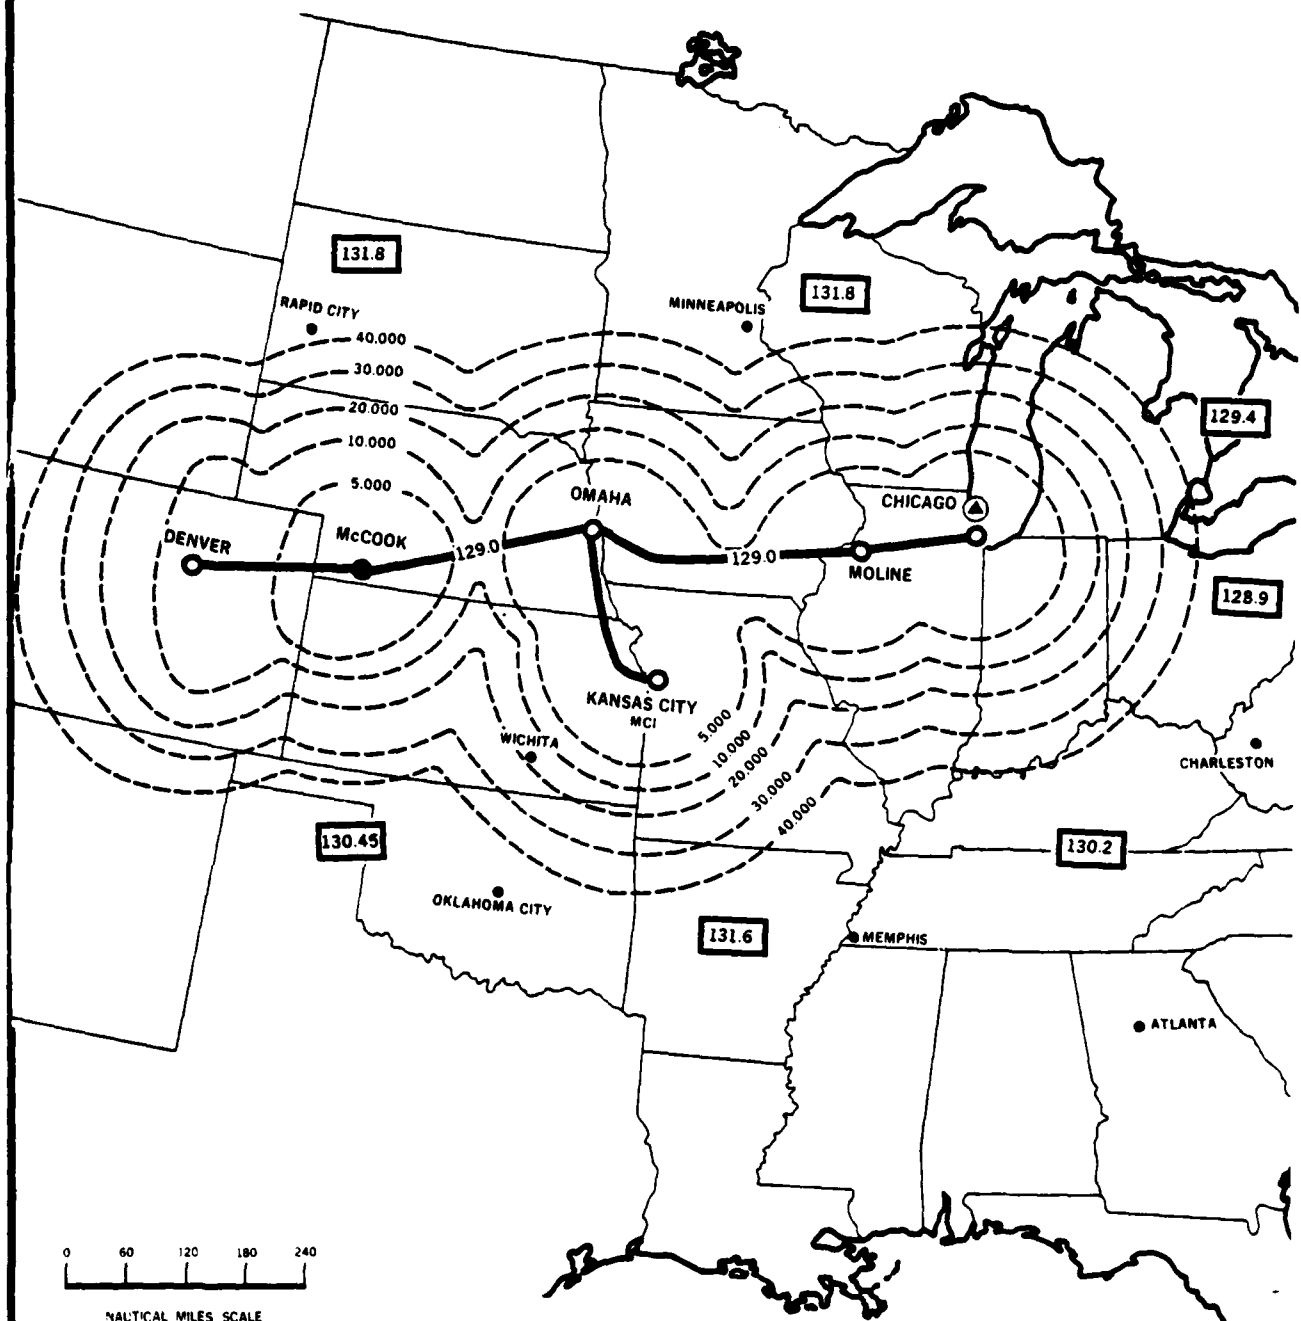 131.8
131.8
RAPID CITY
MINNEAPOLIS
40.000
30.000
20.000
10.000
5.000
129.4
OMAHA
CHICAGO
DENVER
McCOOK
129.0
129.0
MOLINE
128.9
KANSAS CITY
MCI
WICHITA
5.000
10.000
20.000
30.000
40.000
CHARLESTON
130.45
130.2
OKLAHOMA CITY
131.6
MEMPHIS
ATLANTA
0 60 120 180 240
NAUTICAL MILES SCALE